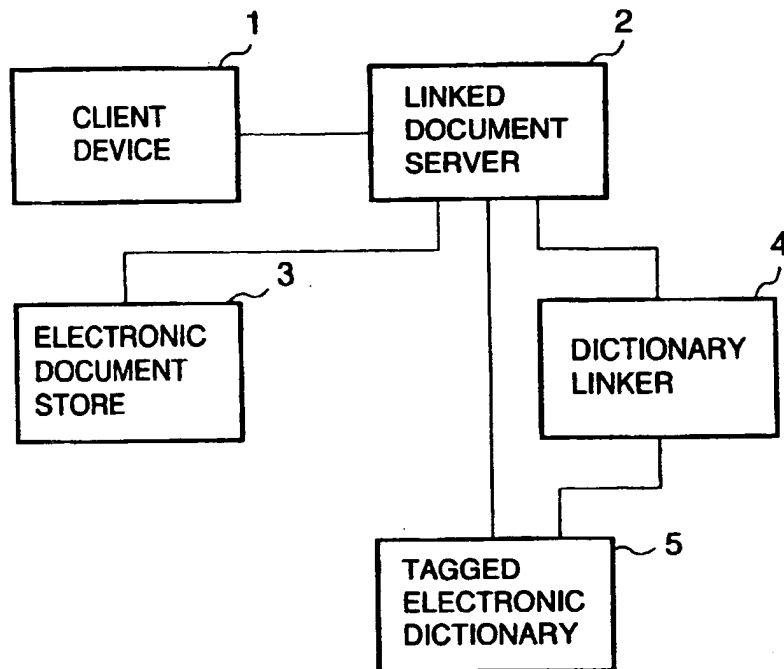 1
CLIENT
DEVICE
2
LINKED
DOCUMENT
SERVER
3
ELECTRONIC
DOCUMENT
STORE
4
DICTIONARY
LINKER
5
TAGGED
ELECTRONIC
DICTIONARY